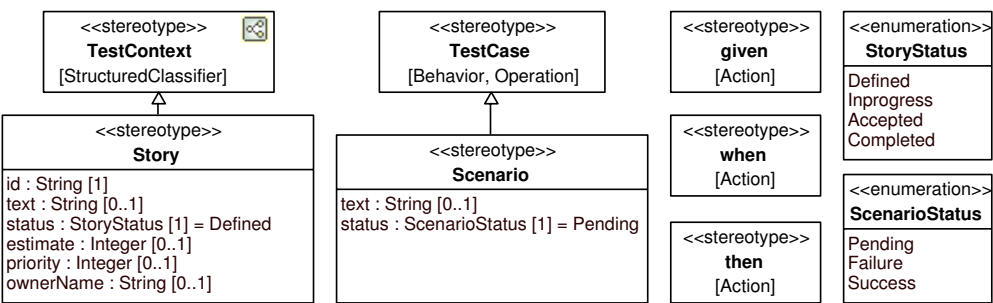 <<stereotype>>
TestContext
[StructuredClassifier]
<<stereotype>>
Story
id : String [1]
text : String [0..1]
status : StoryStatus [1] = Defined
estimate : Integer [0..1]
priority : Integer [0..1]
ownerName : String [0..1]
<<stereotype>>
TestCase
[Behavior, Operation]
<<stereotype>>
Scenario
text : String [0..1]
status : ScenarioStatus [1] = Pending
<<stereotype>>
given
[Action]
<<stereotype>>
when
[Action]
<<stereotype>>
then
[Action]
<<enumeration>>
StoryStatus
Defined
Inprogress
Accepted
Completed
<<enumeration>>
ScenarioStatus
Pending
Failure
Success